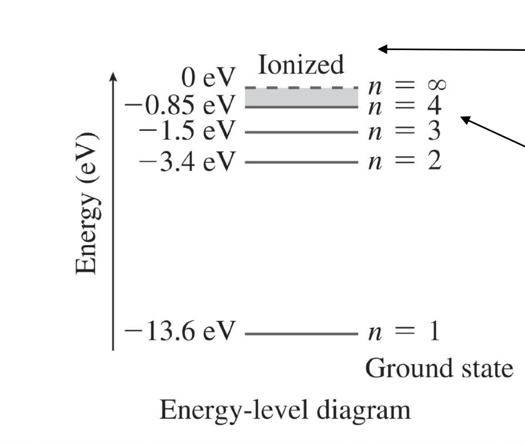 Ionized
0 eV n = ∞
−0.85 eV n = 4
−1.5 eV n = 3
−3.4 eV n = 2
Energy (eV)
−13.6 eV n = 1
Ground state
Energy-level diagram